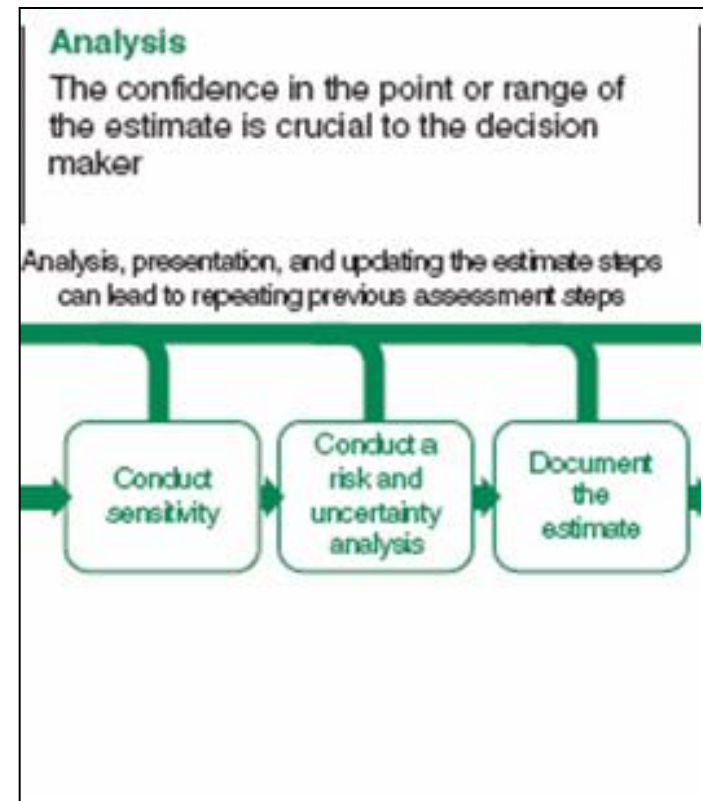 Analysis
The confidence in the point or range of
the estimate is crucial to the decision
maker
Analysis, presentation, and updating the estimate steps
can lead to repeating previous assessment steps
Conduct
sensitivity
Conduct a
risk and
uncertainty
analysis
Document
the
estimate